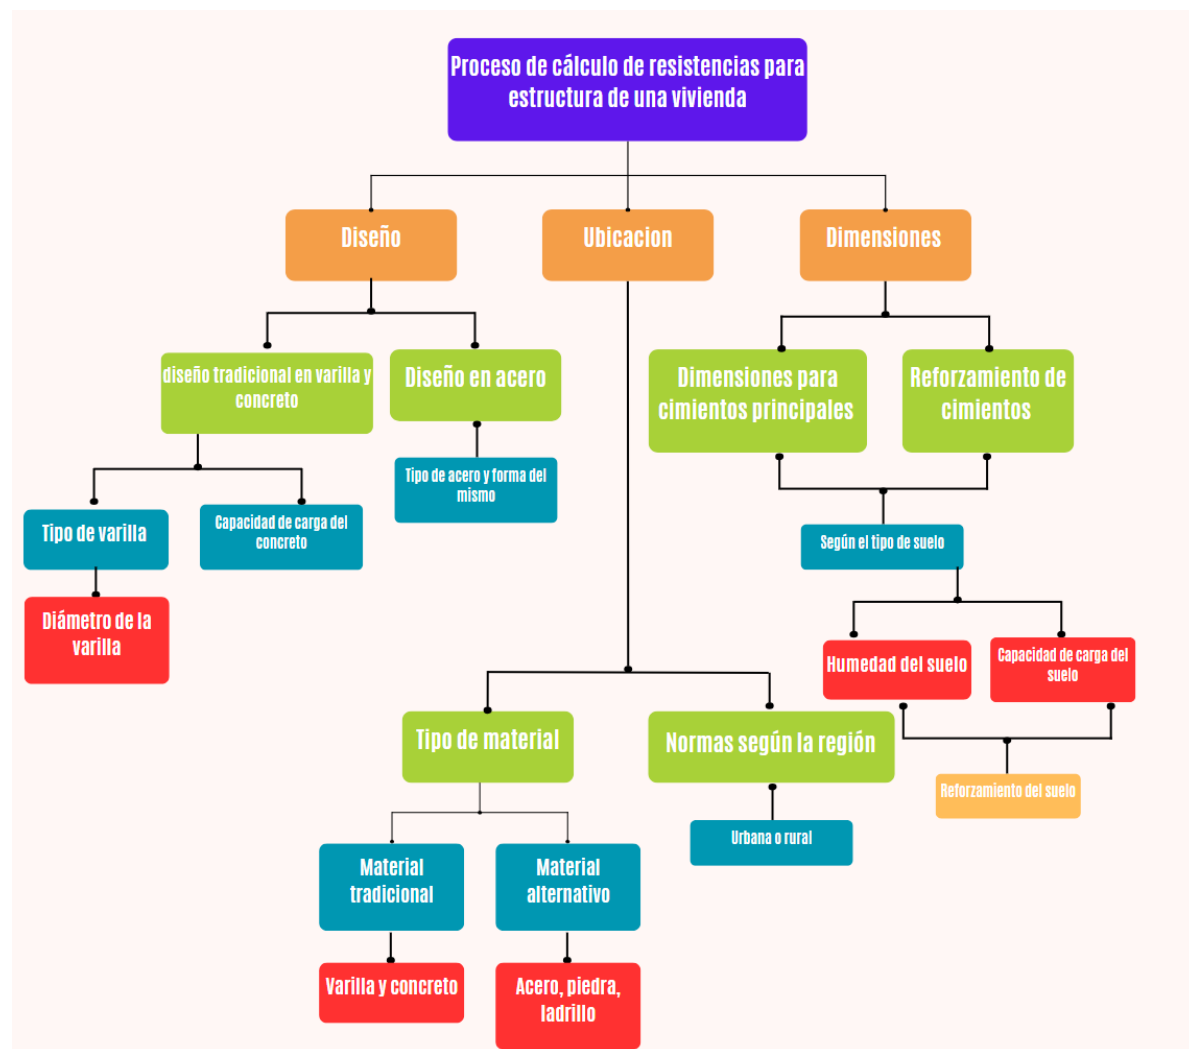 Proceso de cálculo de resistencias para
estructura de una vivienda
Diseño
Ubicacion
Dimensiones
diseño tradicional en varilla y
concreto
Diseño en acero
Dimensiones para
cimientos principales
Reforzamiento de
cimientos
Tipo de varilla
Capacidad de carga del
concreto
Tipo de acero y forma del
mismo
Según el tipo de suelo
Diámetro de la
varilla
Humedad del suelo
Capacidad de carga del
suelo
Tipo de material
Normas según la región
Reforzamiento del suelo
Urbana o rural
Material
tradicional
Material
alternativo
Varilla y concreto
Acero, piedra,
ladrillo